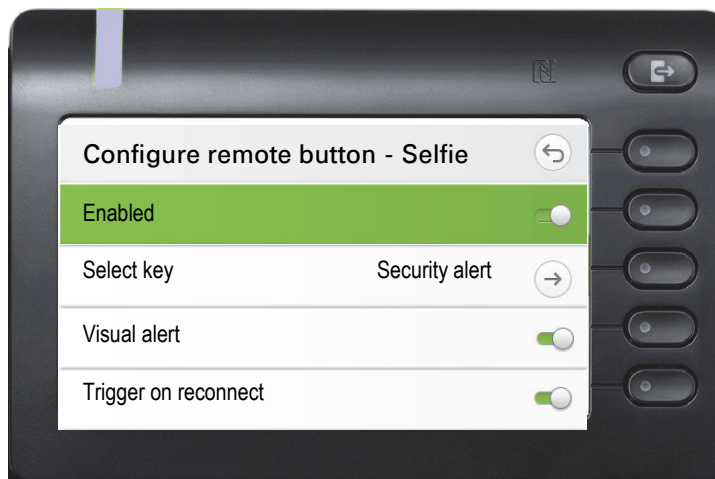 Configure remote button - Selfie
Enabled
Select key Security alert
Visual alert
Trigger on reconnect